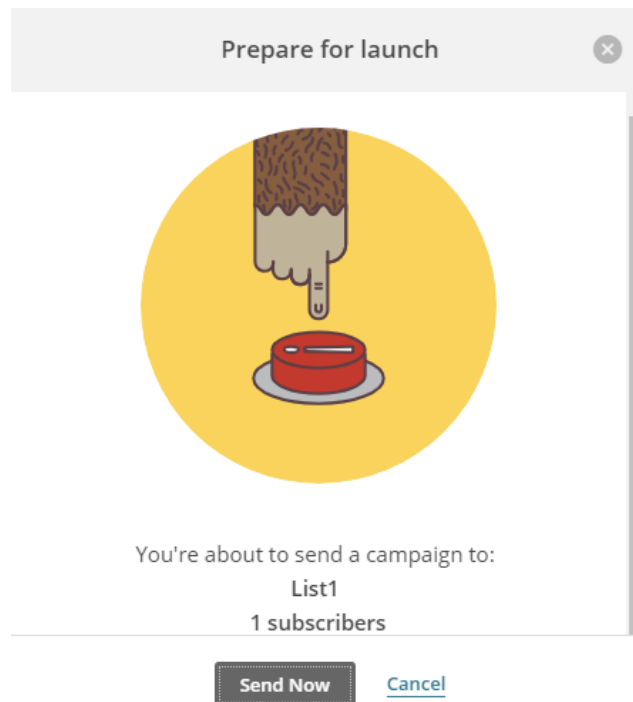 Prepare for launch
You're about to send a campaign to:
List1
1 subscribers
Send Now Cancel